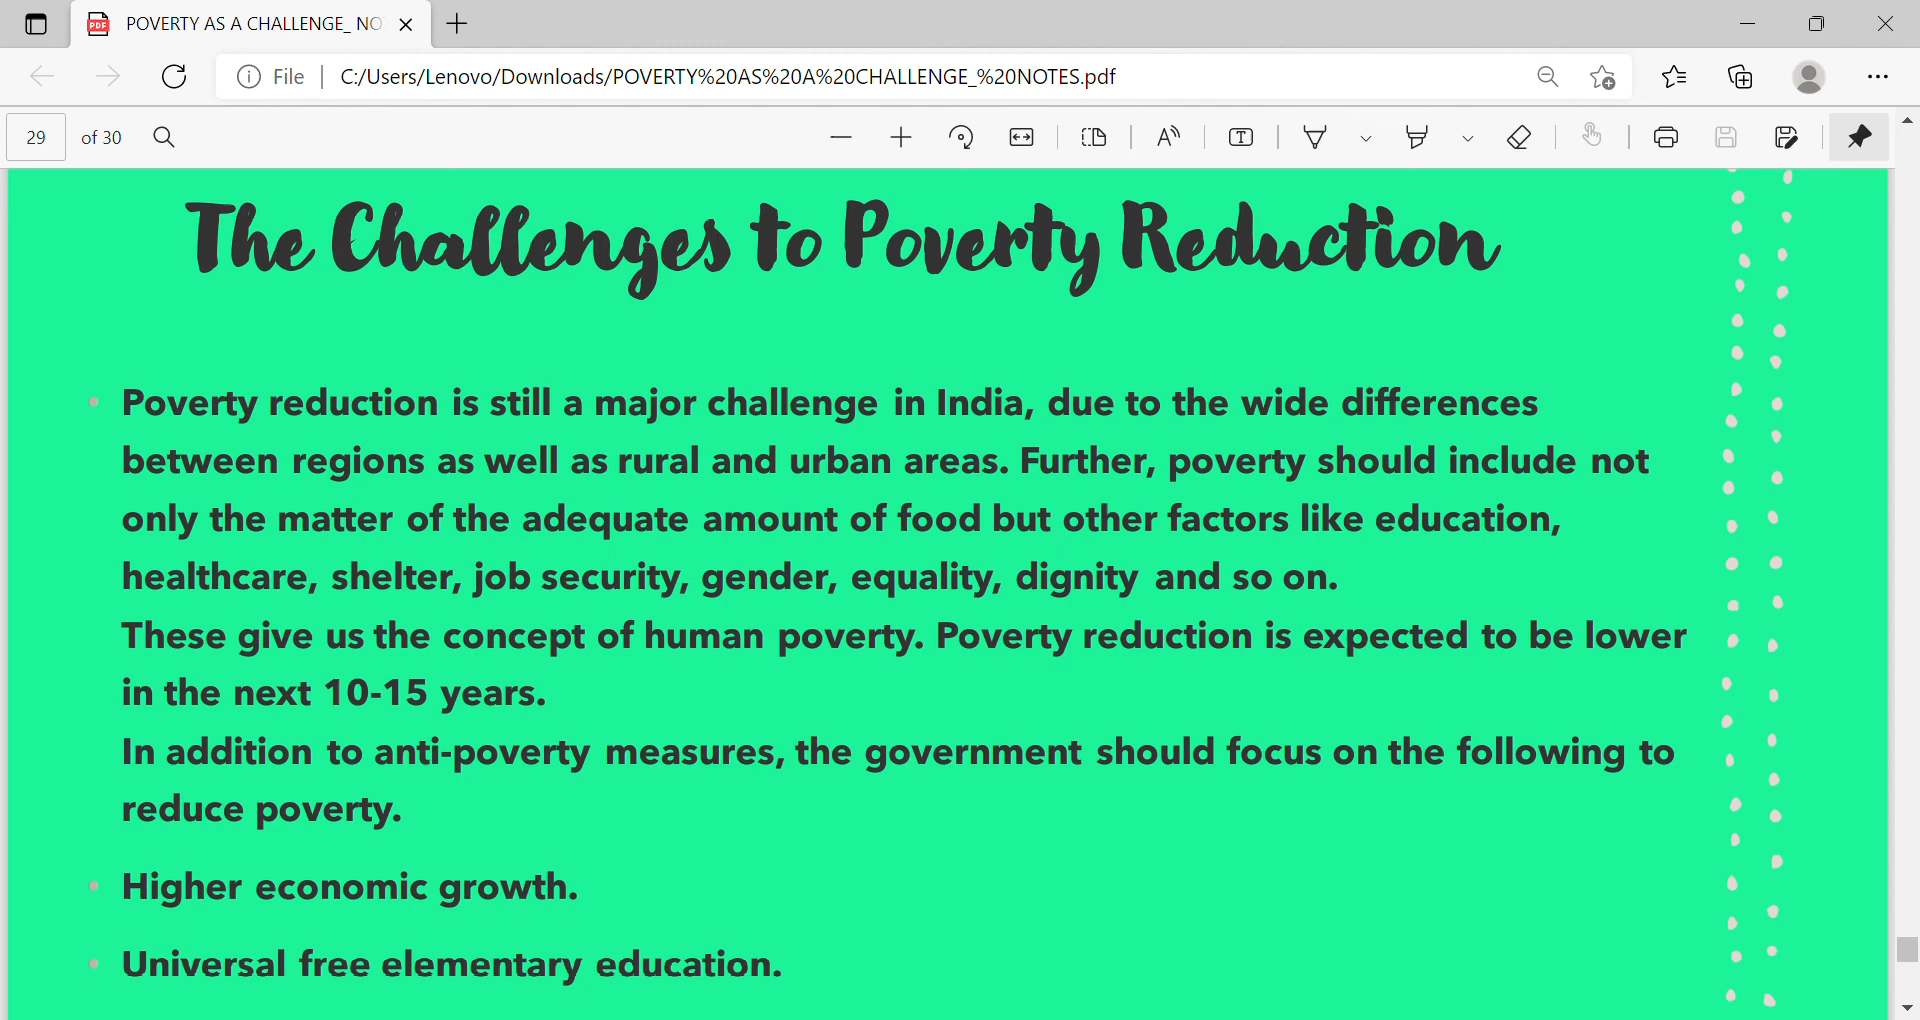 POVERTY AS A CHALLENGE_ NO
File
C:/Users/Lenovo/Downloads/POVERTY%20AS%20A%20CHALLENGE_%20NOTES.pdf
29 of 30
The Challenges to Poverty Reduction
• Poverty reduction is still a major challenge in India, due to the wide differences
between regions as well as rural and urban areas. Further, poverty should include not
only the matter of the adequate amount of food but other factors like education,
healthcare, shelter, job security, gender, equality, dignity and so on.
These give us the concept of human poverty. Poverty reduction is expected to be lower
in the next 10-15 years.
In addition to anti-poverty measures, the government should focus on the following to
reduce poverty.
• Higher economic growth.
• Universal free elementary education.